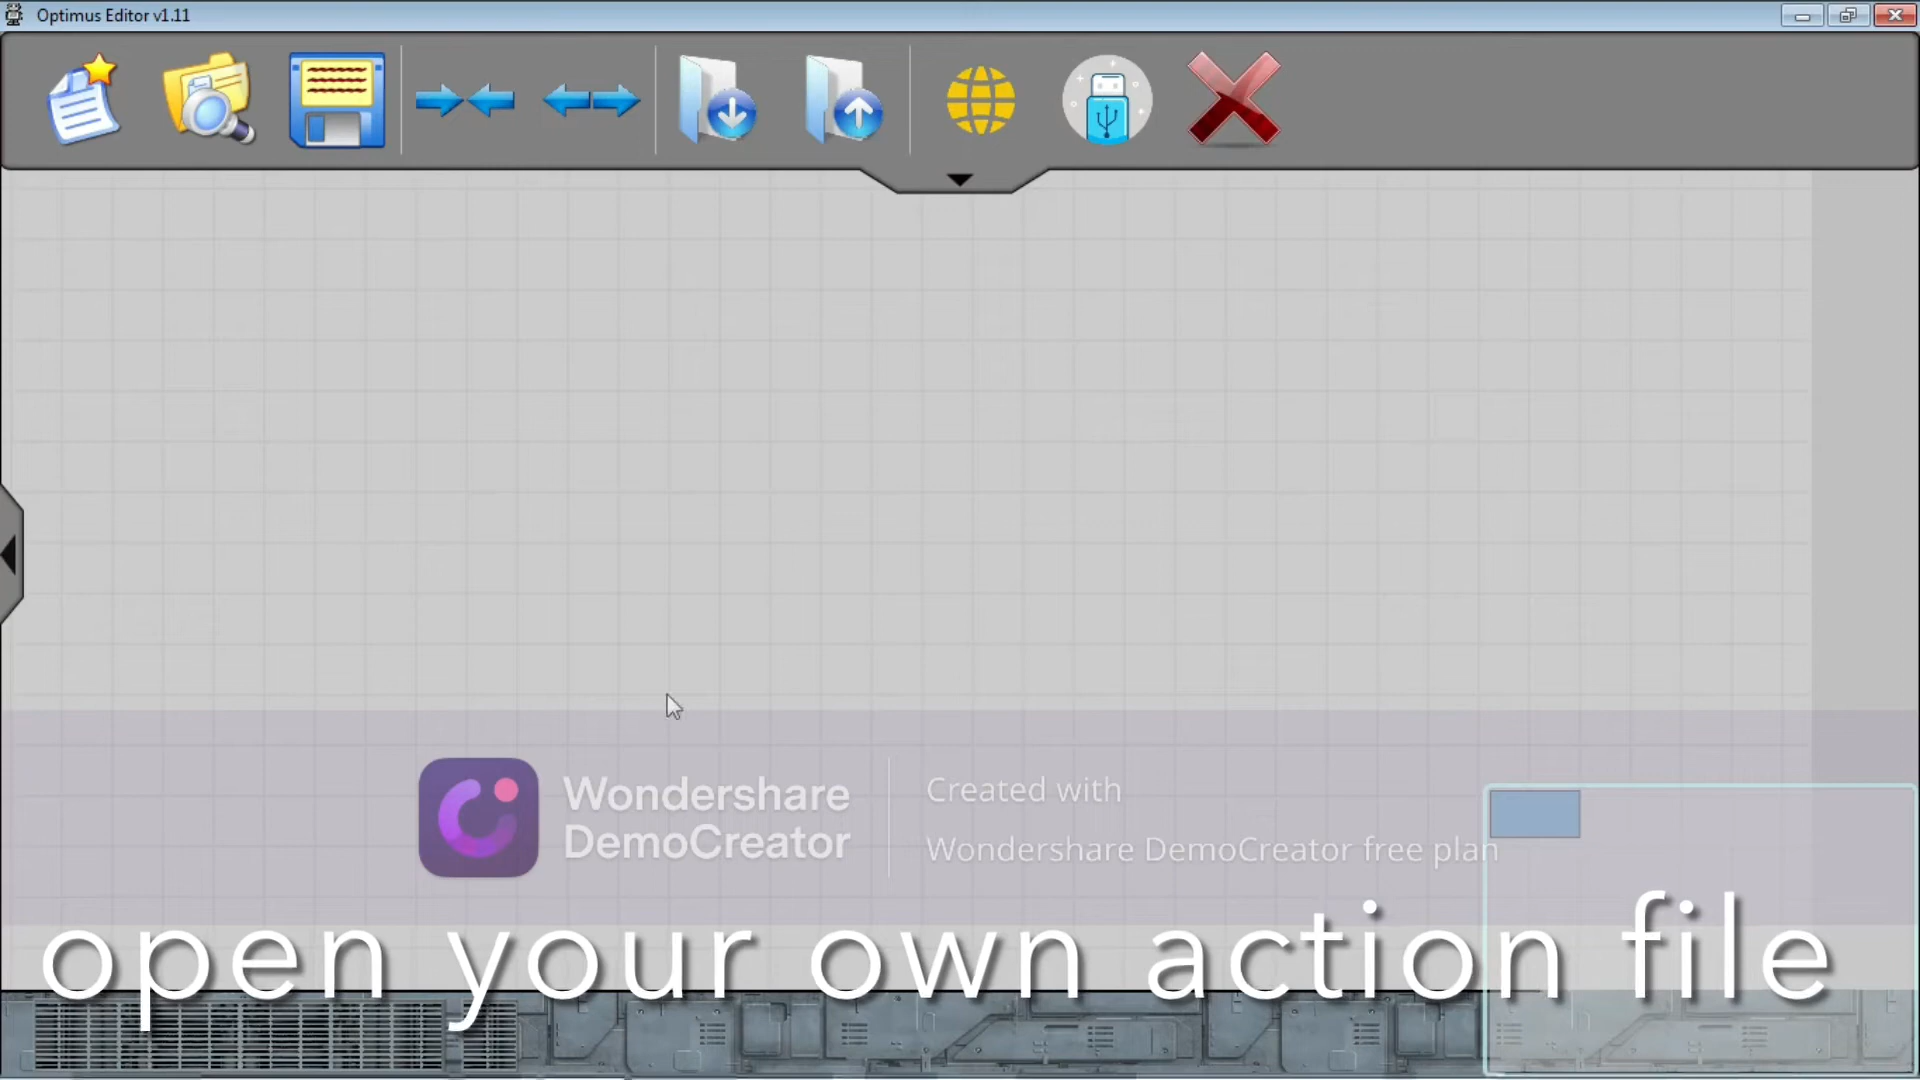 Optimus Editor v1.11
Wondershare
DemoCreator
Created with
Wondershare DemoCreator free plan
open your own action file